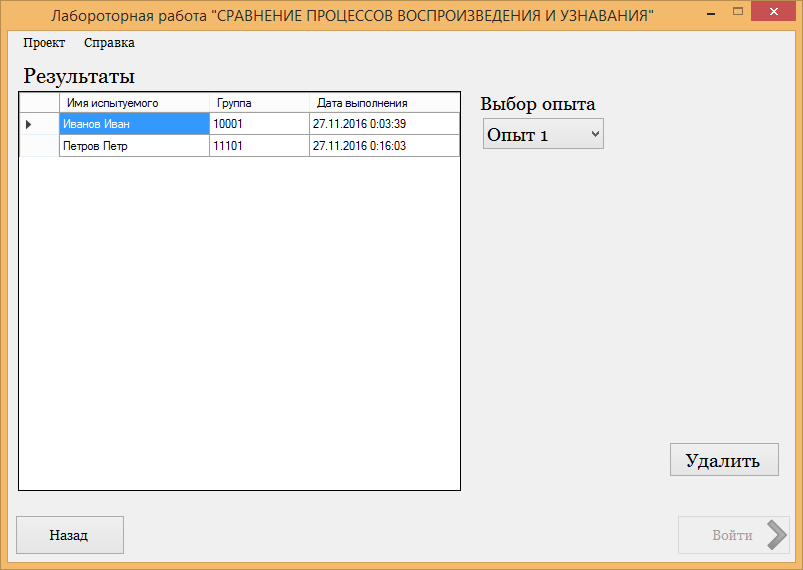 Лабороторная работа "СРАВНЕНИЕ ПРОЦЕССОВ ВОСПРОИЗВЕДЕНИЯ И УЗНАВАНИЯ"
Проект Справка
Результаты
Имя испытуемого Группа Дата выполнения
Иванов Иван 10001 27.11.2016 0:03:39
Петров Петр 11101 27.11.2016 0:16:03
Выбор опыта
Опыт 1
Удалить
Назад Войти